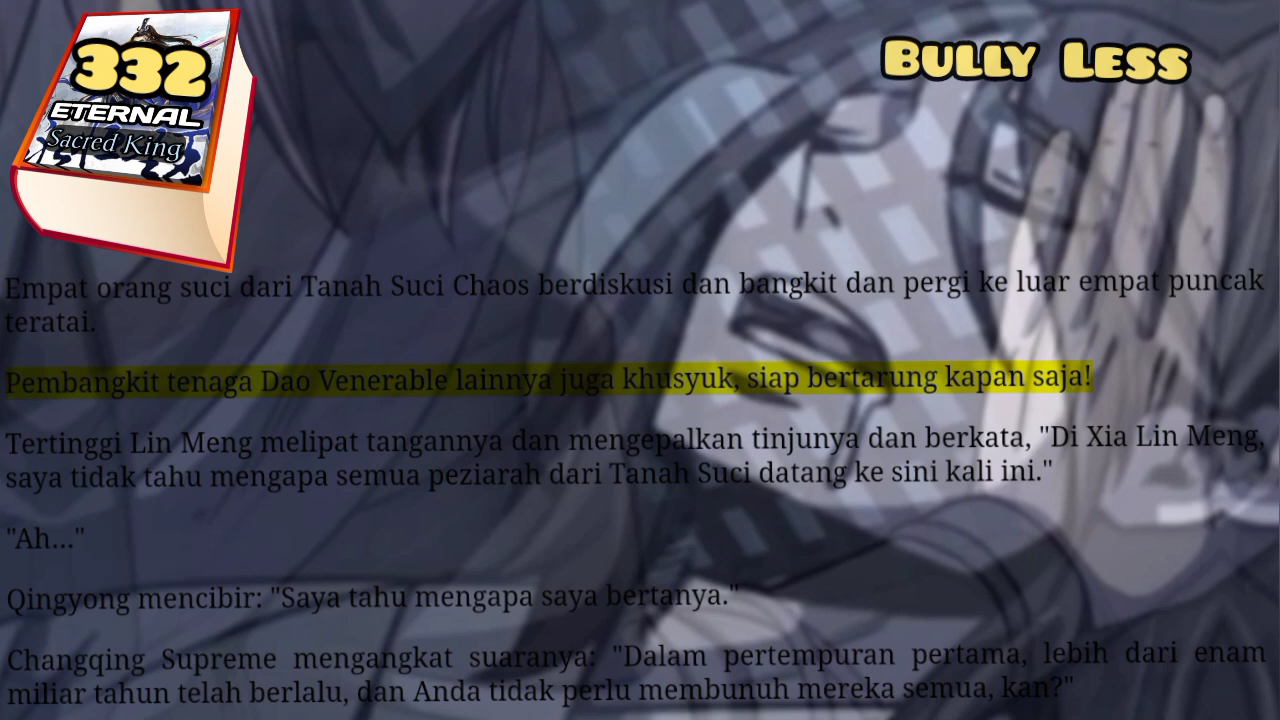 332
ETERNAL
Sacred King
BULLY LESS
Empat orang suci dari Tanah Suci Chaos berdiskusi dan bangkit dan pergi ke luar empat puncak
teratai.
Pembangkit tenaga Dao Venerable lainnya juga khusyuk, siap bertarung kapan saja!
Tertinggi Lin Meng melipat tangannya dan mengepalkan tinjunya dan berkata, "Di Xia Lin Meng,
saya tidak tahu mengapa semua peziarah dari Tanah Suci datang ke sini kali ini."
"Ah..."
Qingyong mencibir: "Saya tahu mengapa saya bertanya."
Changqing Supreme mengangkat suaranya: "Dalam pertempuran pertama, lebih dari enam
miliar tahun telah berlalu, dan Anda tidak perlu membunuh mereka semua, kan?"